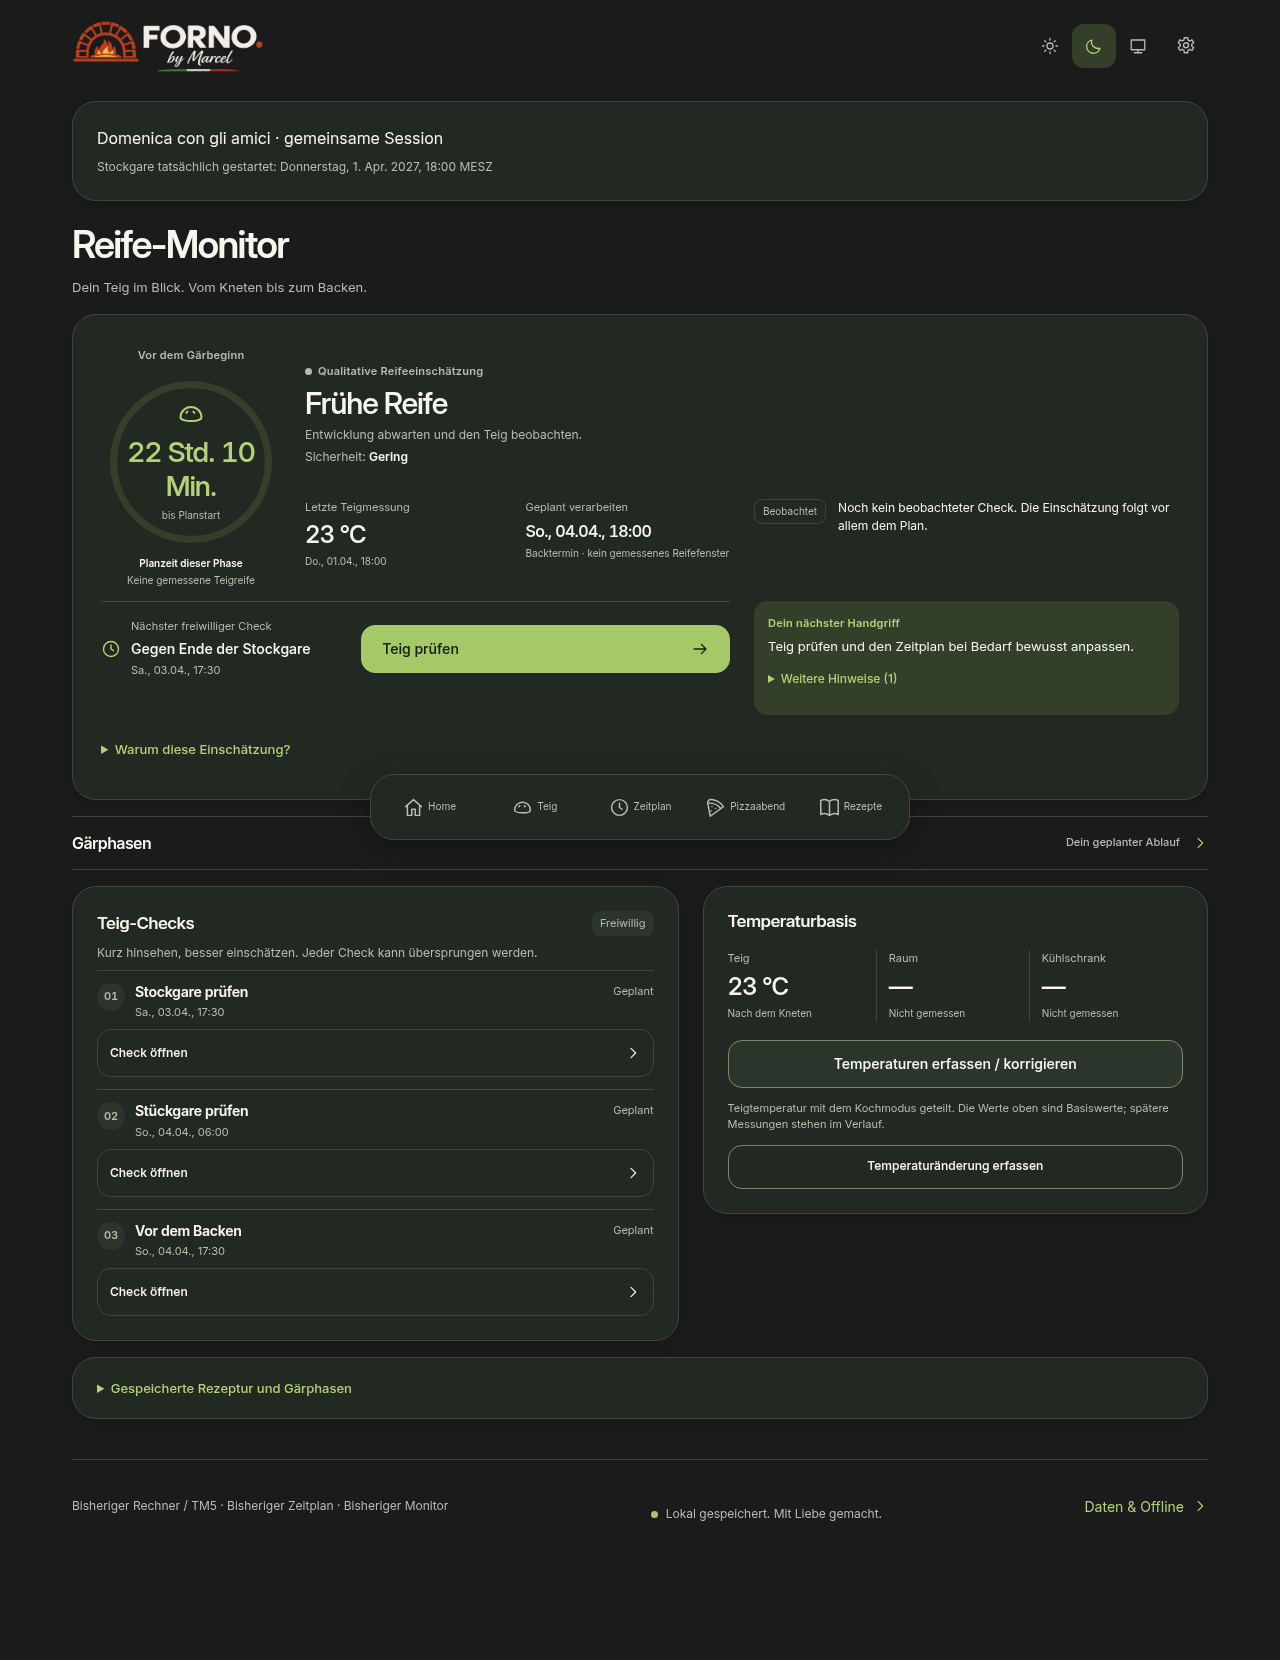 FORNO.
by Marcel
Domenica con gli amici · gemeinsame Session
Stockgare tatsächlich gestartet: Donnerstag, 1. Apr. 2027, 18:00 MESZ
Reife-Monitor
Dein Teig im Blick. Vom Kneten bis zum Backen.
Vor dem Gärbeginn
22 Std. 10
Min.
bis Planstart
Planzeit dieser Phase
Keine gemessene Teigreife
Qualitative Reifeeinschätzung
Frühe Reife
Entwicklung abwarten und den Teig beobachten.
Sicherheit: Gering
Letzte Teigmessung
23 °C
Do., 01.04., 18:00
Geplant verarbeiten
So., 04.04., 18:00
Backtermin · kein gemessenes Reifefenster
Beobachtet
Noch kein beobachteter Check. Die Einschätzung folgt vor
allem dem Plan.
Nächster freiwilliger Check
Gegen Ende der Stockgare
Sa., 03.04., 17:30
Teig prüfen
Dein nächster Handgriff
Teig prüfen und den Zeitplan bei Bedarf bewusst anpassen.
Weitere Hinweise (1)
Warum diese Einschätzung?
Home
Teig
Zeitplan
Pizzaabend
Rezepte
Gärphasen
Dein geplanter Ablauf
Teig-Checks
Freiwillig
Kurz hinsehen, besser einschätzen. Jeder Check kann übersprungen werden.
01
Stockgare prüfen
Geplant
Sa., 03.04., 17:30
Check öffnen
02
Stückgare prüfen
Geplant
So., 04.04., 06:00
Check öffnen
03
Vor dem Backen
Geplant
So., 04.04., 17:30
Check öffnen
Temperaturbasis
Teig
23 °C
Nach dem Kneten
Raum
—
Nicht gemessen
Kühlschrank
—
Nicht gemessen
Temperaturen erfassen / korrigieren
Teigtemperatur mit dem Kochmodus geteilt. Die Werte oben sind Basiswerte; spätere
Messungen stehen im Verlauf.
Temperaturänderung erfassen
Gespeicherte Rezeptur und Gärphasen
Bisheriger Rechner / TM5 · Bisheriger Zeitplan · Bisheriger Monitor
Lokal gespeichert. Mit Liebe gemacht.
Daten & Offline